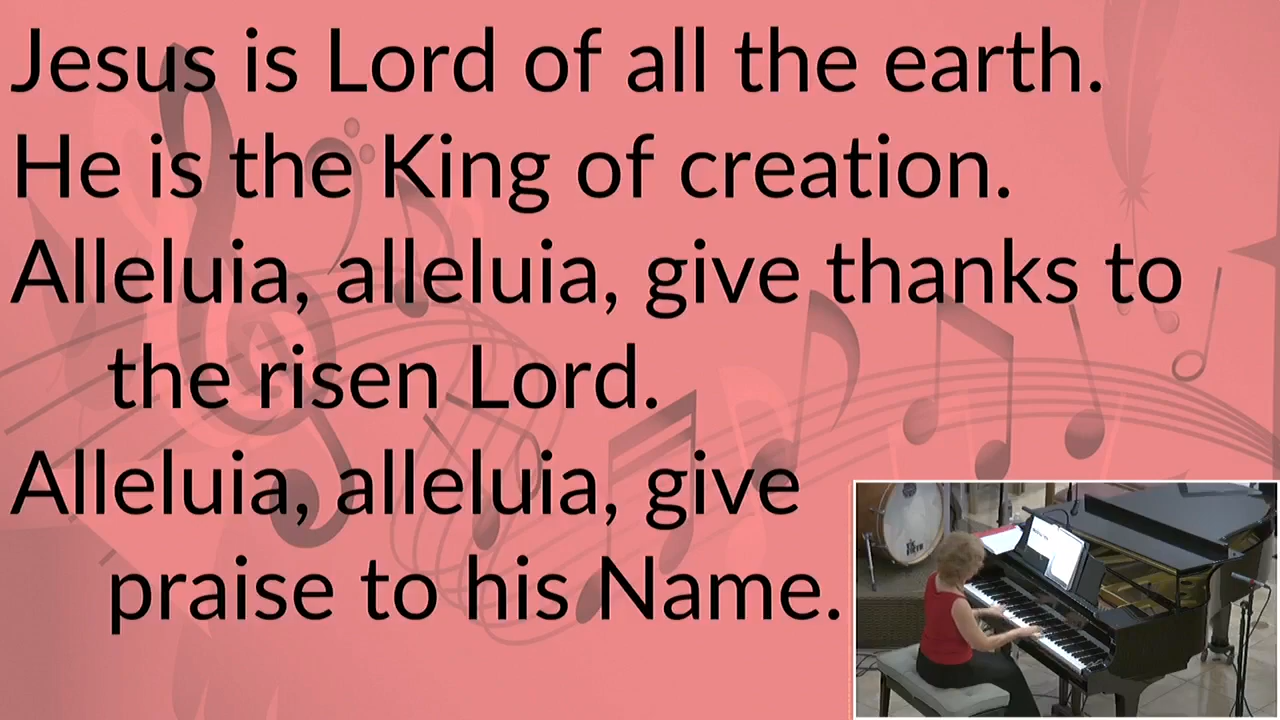 Jesus is Lord of all the earth.
He is the King of creation.
Alleluia, alleluia, give thanks to
the risen Lord.
Alleluia, alleluia, give
praise to his Name.